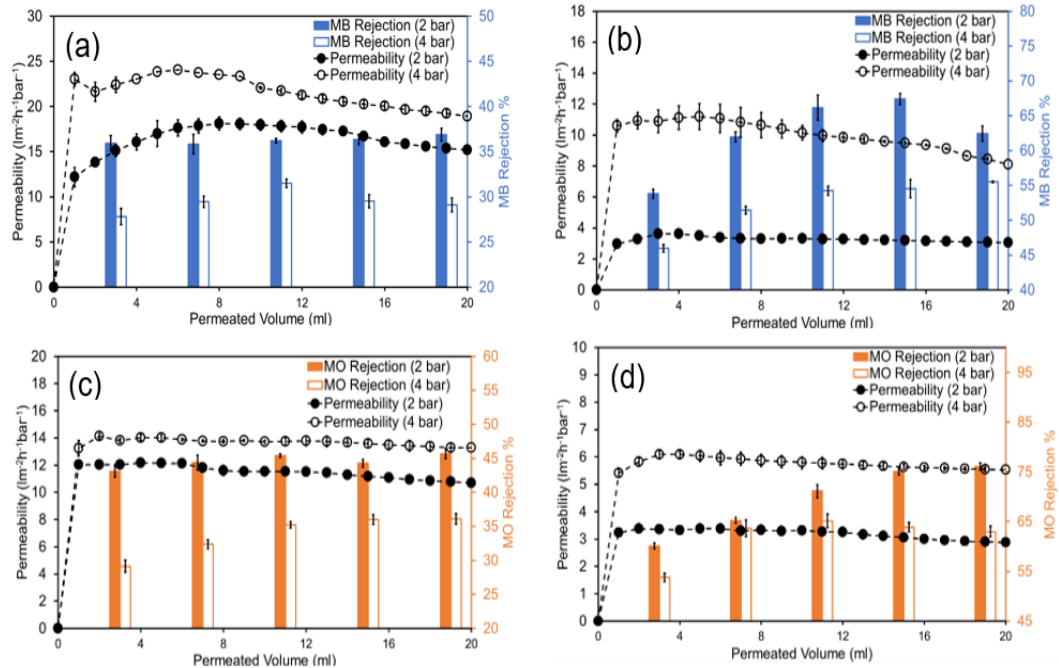 (a)
MB Rejection (2 bar)
MB Rejection (4 bar)
Permeability (2 bar)
Permeability (4 bar)
Permeability (lm⁻²h⁻¹bar⁻¹)
30
25
20
15
10
5
0
MB Rejection %
50
45
40
35
30
25
20
0 4 8 12 16 20
Permeated Volume (ml)
(b)
MB Rejection (2 bar)
MB Rejection (4 bar)
Permeability (2 bar)
Permeability (4 bar)
Permeability (lm⁻²h⁻¹bar⁻¹)
18
16
14
12
10
8
6
4
2
0
MB Rejection %
80
75
70
65
60
55
50
45
40
0 4 8 12 16 20
Permeated Volume (ml)
(c)
MO Rejection (2 bar)
MO Rejection (4 bar)
Permeability (2 bar)
Permeability (4 bar)
Permeability (lm⁻²h⁻¹bar⁻¹)
20
18
16
14
12
10
8
6
4
2
0
MO Rejection %
60
55
50
45
40
35
30
25
20
0 4 8 12 16 20
Permeated Volume (ml)
(d)
MO Rejection (2 bar)
MO Rejection (4 bar)
Permeability (2 bar)
Permeability (4 bar)
Permeability (lm⁻²h⁻¹bar⁻¹)
10
9
8
7
6
5
4
3
2
1
0
MO Rejection %
95
85
75
65
55
45
0 4 8 12 16 20
Permeated Volume (ml)